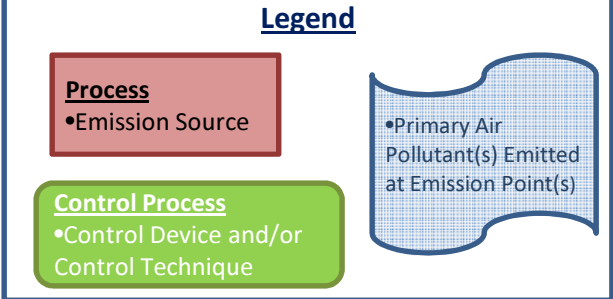 Legend
Process
•Emission Source
•Primary Air
Pollutant(s) Emitted
at Emission Point(s)
Control Process
•Control Device and/or
Control Technique